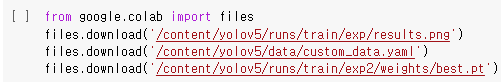 [ ] from google.colab import files
files.download('/content/yolov5/runs/train/exp/results.png')
files.download('/content/yolov5/data/custom_data.yaml')
files.download('/content/yolov5/runs/train/exp2/weights/best.pt')